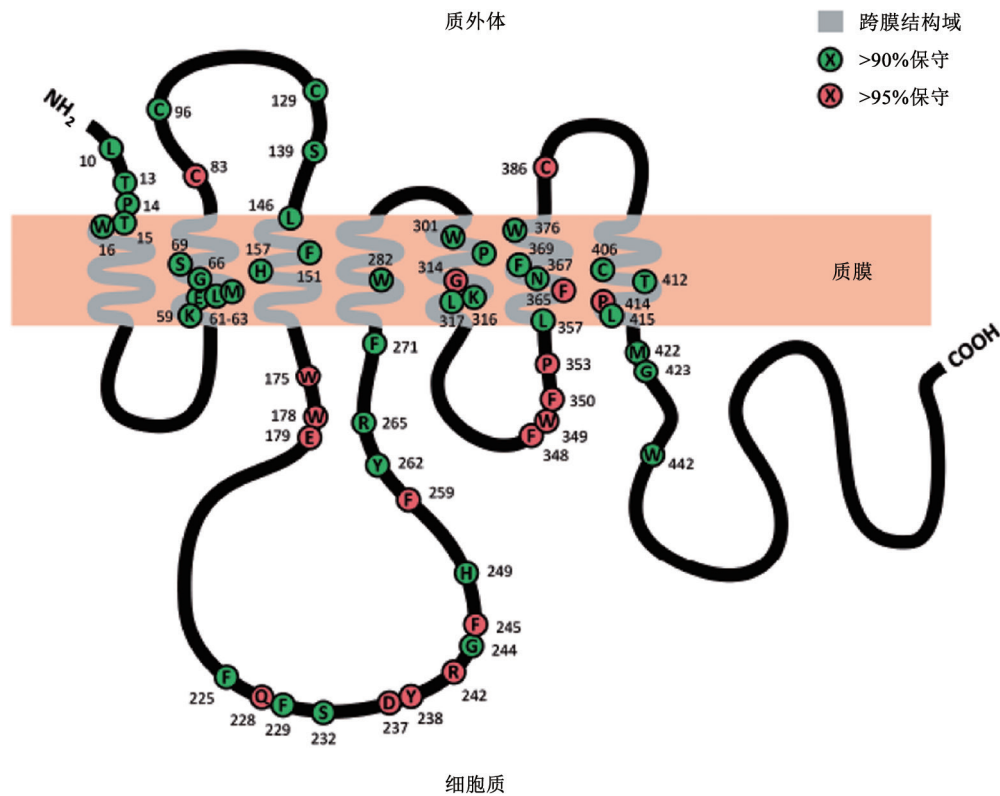 质外体
跨膜结构域
X >90%保守
X >95%保守
NH2
L 10
T 13
P 14
T 15
W 16
C 96
C 83
C 129
S 139
L 146
S 69
G 66
E L M 61-63
K 59
H 157
F 151
W 282
W 301
P
G 314
K 316
L 317
C 386
W 376
F 369
N 367
F 365
L 357
C 406
T 412
P 414
L 415
质膜
M 422
G 423
W 442
COOH
F 271
R 265
Y 262
F 259
H 249
F 245
G 244
R 242
Y 238
D 237
S 232
F 229
Q 228
F 225
W 175
W 178
E 179
P 353
F 350
W 349
F 348
细胞质